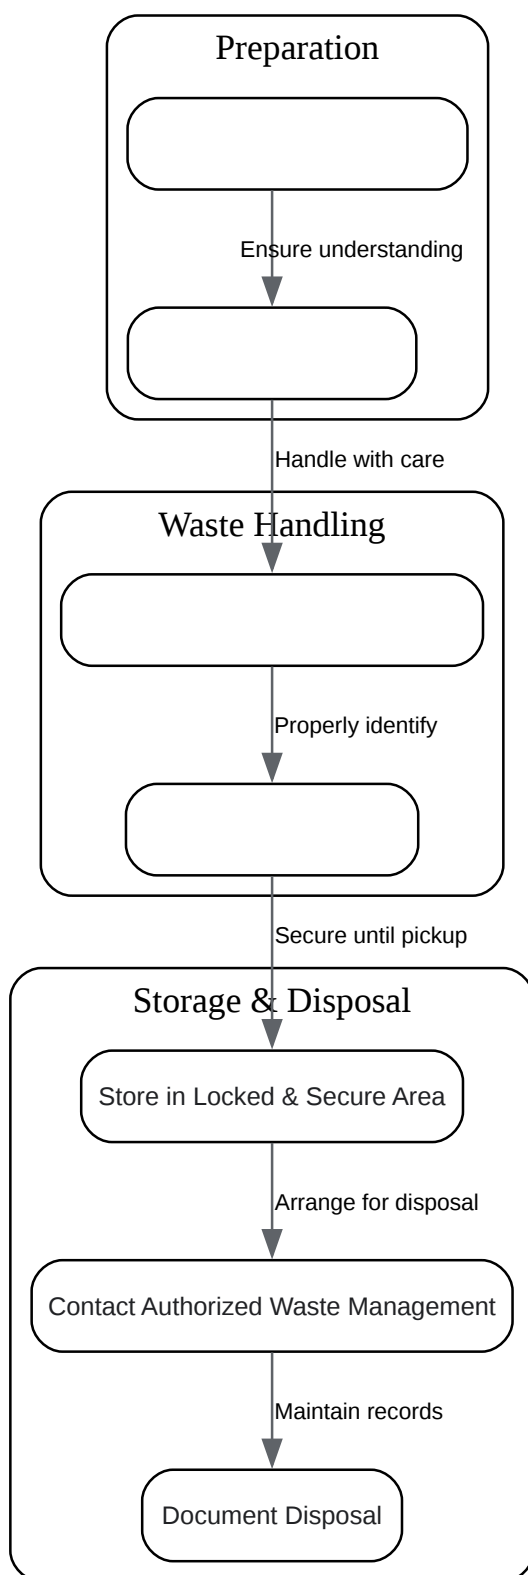 Preparation
Ensure understanding
Handle with care
Waste Handling
Properly identify
Secure until pickup
Storage & Disposal
Store in Locked & Secure Area
Arrange for disposal
Contact Authorized Waste Management
Maintain records
Document Disposal